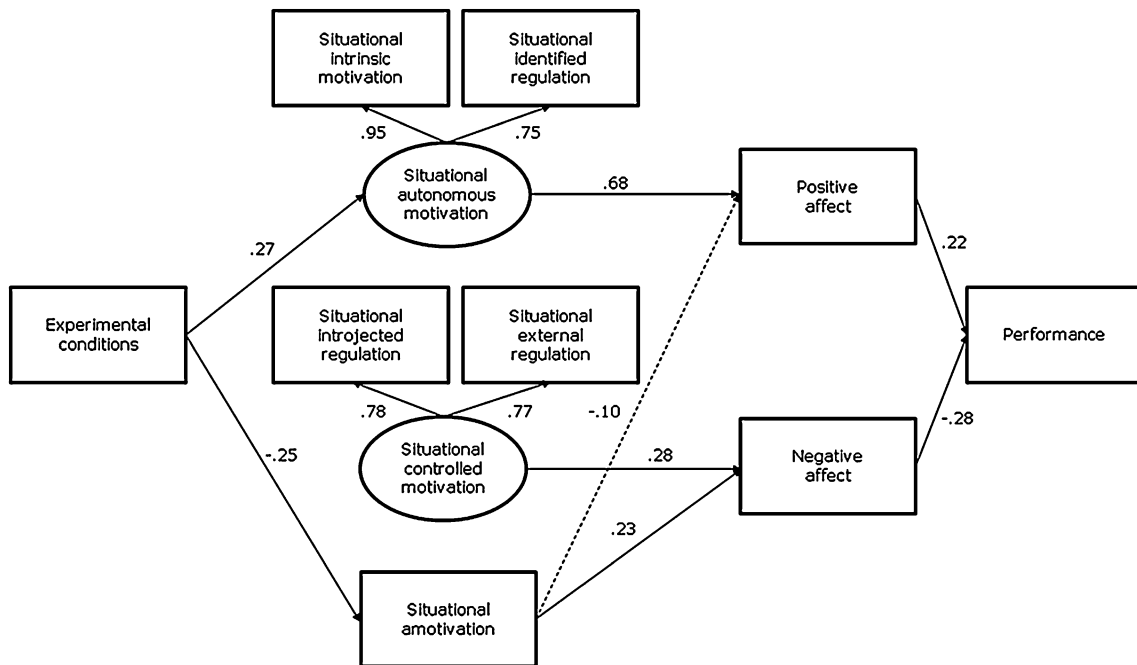 Situational
intrinsic
motivation
Situational
identified
regulation
.95
.75
Situational
autonomous
motivation
.68
Positive
affect
.27
.22
Experimental
conditions
Situational
introjected
regulation
Situational
external
regulation
Performance
.78
.77
-.10
-.28
-.25
Situational
controlled
motivation
.28
Negative
affect
.23
Situational
amotivation